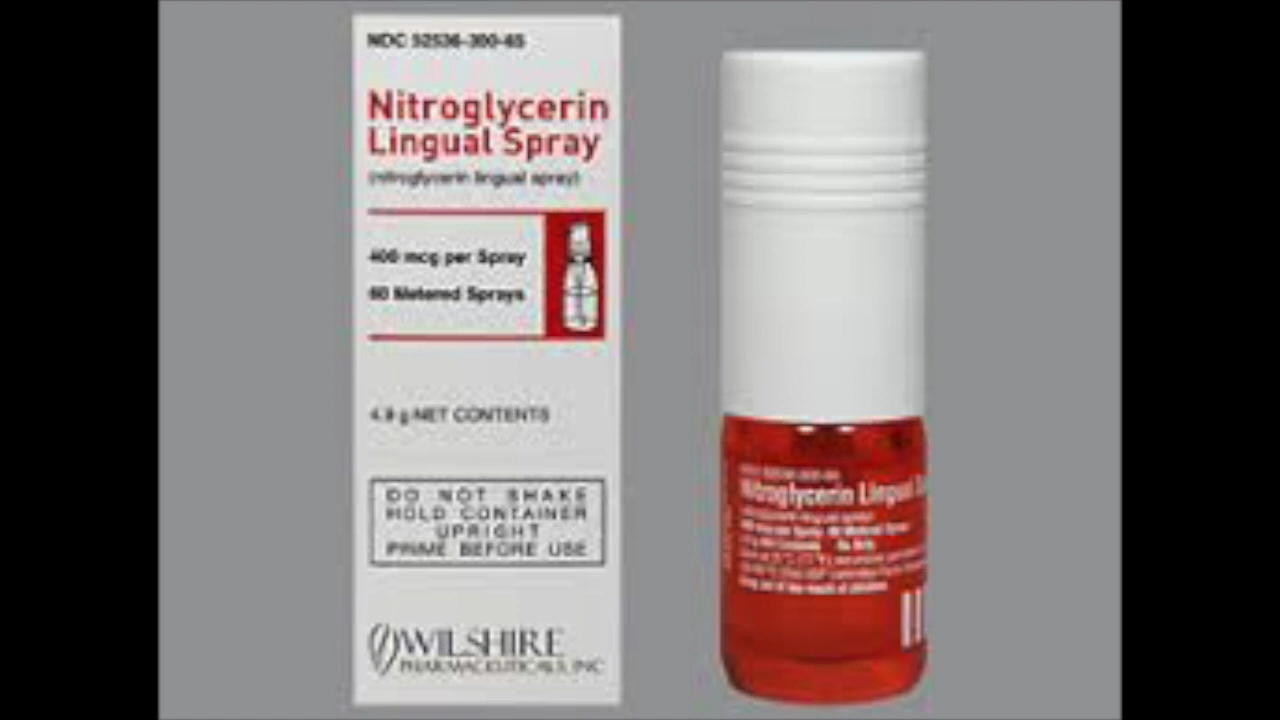 NDC 52536-300-65
Nitroglycerin
Lingual Spray
(nitroglycerin lingual spray)
400 mcg per Spray
60 Metered Sprays
4.9 g NET CONTENTS
DO NOT SHAKE
HOLD CONTAINER
UPRIGHT
PRIME BEFORE USE
WILSHIRE
PHARMACEUTICALS, INC
Nitroglycerin Lingual